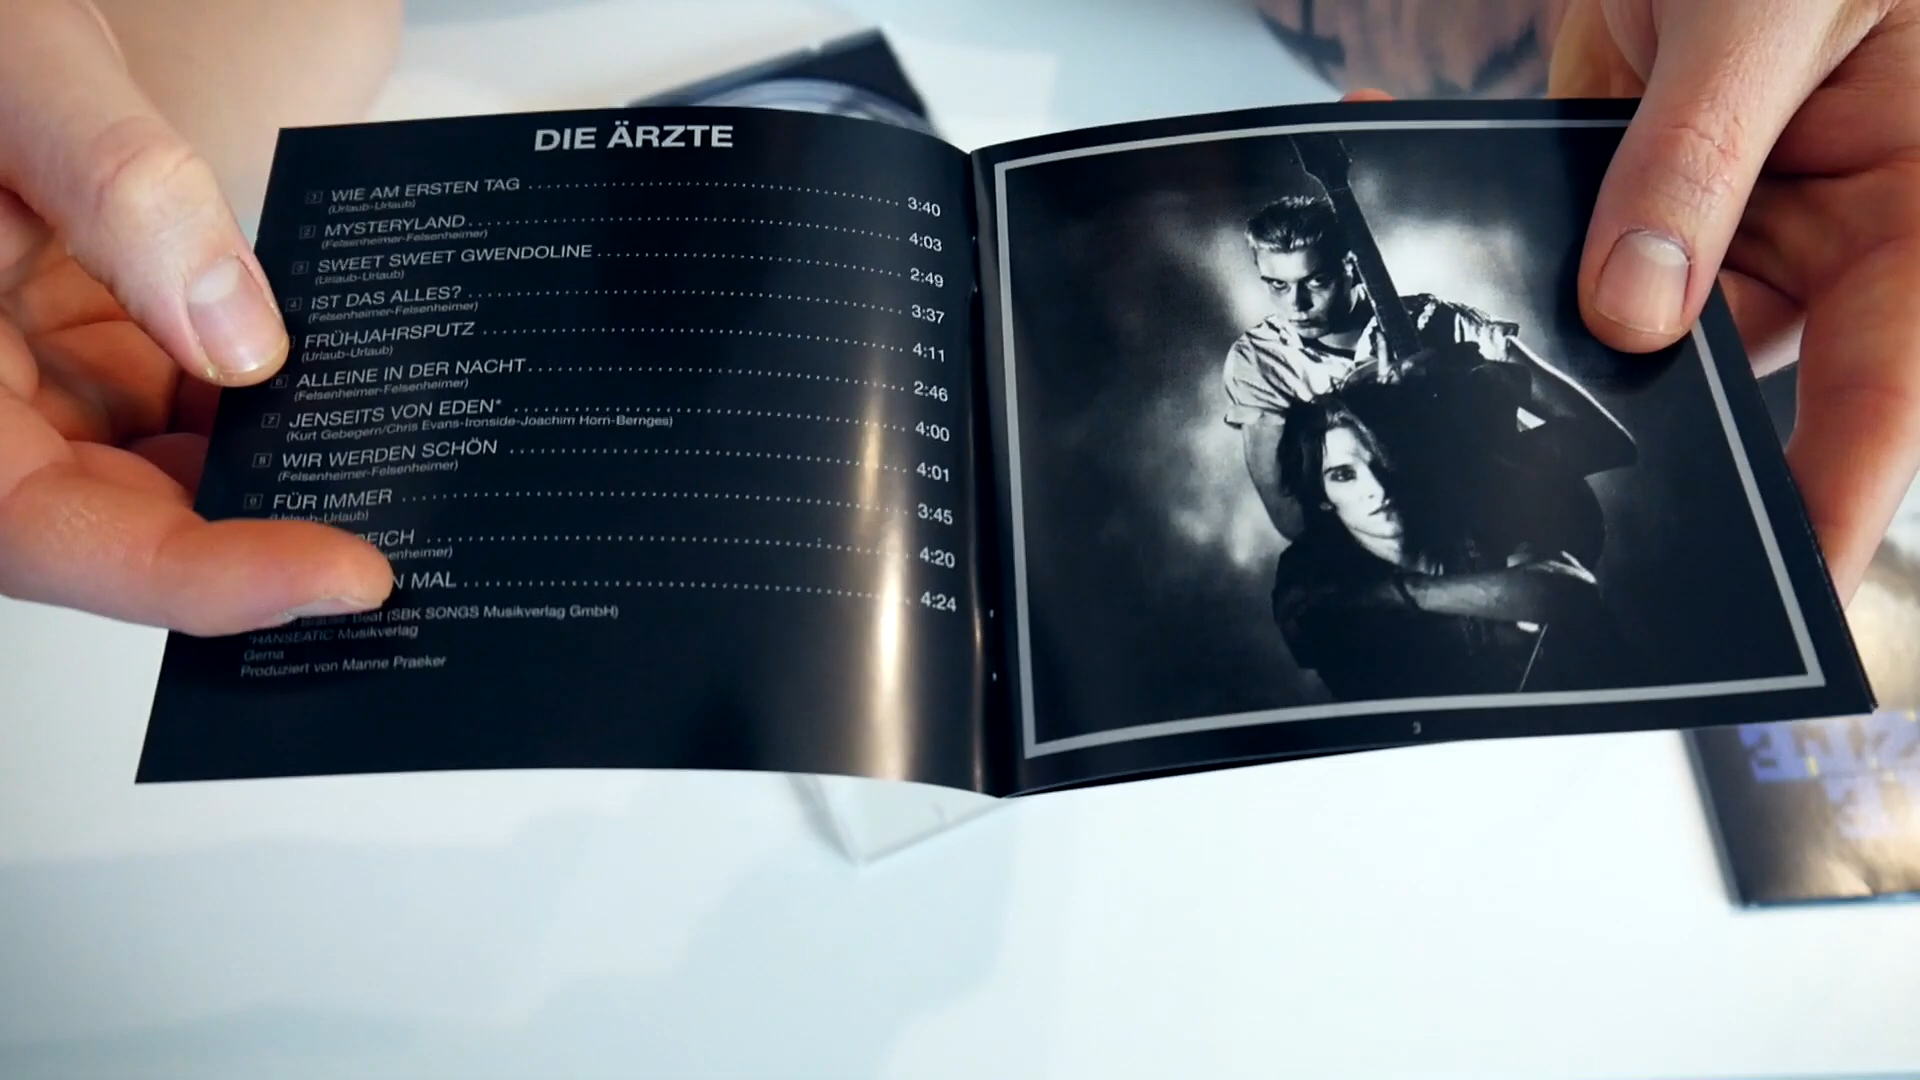 DIE ÄRZTE
1 WIE AM ERSTEN TAG 3:40
(Urlaub-Urlaub)
2 MYSTERYLAND 4:03
(Felsenheimer-Felsenheimer)
3 SWEET SWEET GWENDOLINE 2:49
(Urlaub-Urlaub)
4 IST DAS ALLES? 3:37
(Felsenheimer-Felsenheimer)
FRÜHJAHRSPUTZ 4:11
(Urlaub-Urlaub)
6 ALLEINE IN DER NACHT 2:46
(Felsenheimer-Felsenheimer)
7 JENSEITS VON EDEN* 4:00
(Kurt Gebegern/Chris Evans-Ironside-Joachim Horn-Bernges)
8 WIR WERDEN SCHÖN 4:01
(Felsenheimer-Felsenheimer)
9 FÜR IMMER 3:45
(Urlaub-Urlaub)
4:20
MAL 4:24
Beat (SBK SONGS Musikverlag GmbH)
*HANSEATIC Musikverlag
Gema
Produziert von Manne Praeker
3